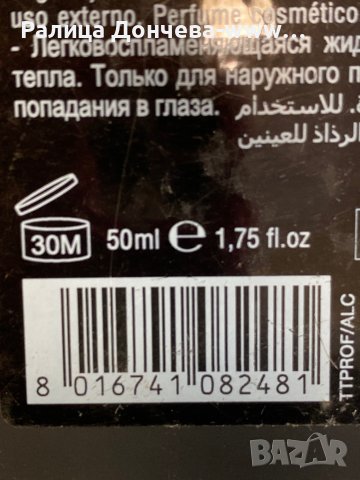 uso externo. Perfume cosmético
Ралица Дончева-www...
- Легковоспламеняющаяся жид
тепла. Только для наружного п
попадания в глаза. للاستخدام
الرذاذ للعينين
30M 50ml e 1,75 fl.oz
8 016741 082481
TTPROF/ALC
BAZAR